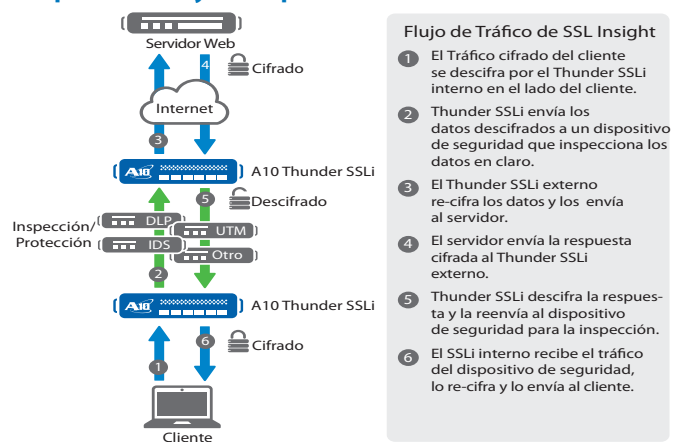 Servidor Web
4
Cifrado
Internet
3
A10
A10 Thunder SSLi
5
Descifrado
Inspección/
Protección
DLP
UTM
IDS
Otro
2
A10
A10 Thunder SSLi
6
Cifrado
1
Cliente
Flujo de Tráfico de SSL Insight
1 El Tráfico cifrado del cliente
se descifra por el Thunder SSLi
interno en el lado del cliente.
2 Thunder SSLi envía los
datos descifrados a un dispositivo
de seguridad que inspecciona los
datos en claro.
3 El Thunder SSLi externo
re-cifra los datos y los envía
al servidor.
4 El servidor envía la respuesta
cifrada al Thunder SSLi
externo.
5 Thunder SSLi descifra la respues-
ta y la reenvía al dispositivo
de seguridad para la inspección.
6 El SSLi interno recibe el tráfico
del dispositivo de seguridad,
lo re-cifra y lo envía al cliente.